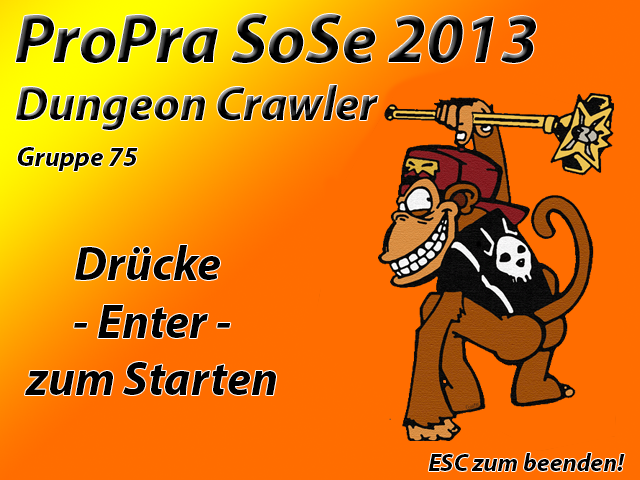 ProPra SoSe 2013
Dungeon Crawler
Gruppe 75
Drücke
- Enter -
zum Starten
ESC zum beenden!